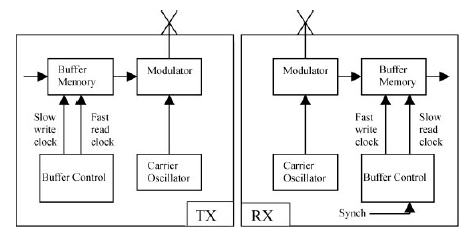 Buffer
Memory
Modulator
Slow
write
clock
Fast
read
clock
Buffer Control
Carrier
Oscillator
TX
Modulator
Buffer
Memory
Fast
write
clock
Slow
read
clock
Carrier
Oscillator
Buffer Control
RX
Synch